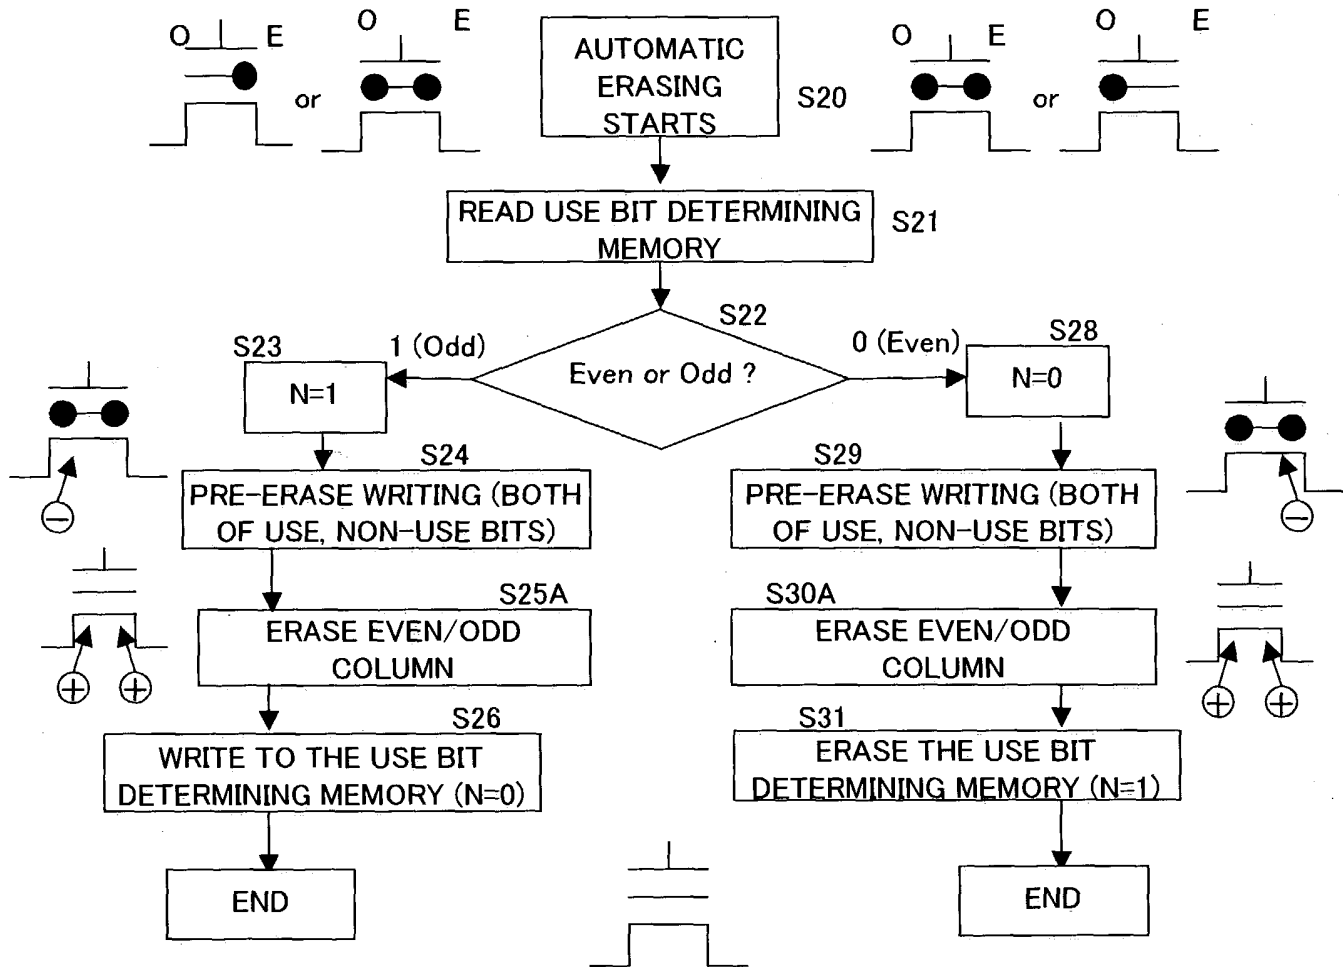 O E
or
O E
AUTOMATIC
ERASING
STARTS
S20
O E
or
O E
READ USE BIT DETERMINING
MEMORY
S21
S22
Even or Odd ?
1 (Odd)
0 (Even)
S23
N=1
S28
N=0
S24
PRE-ERASE WRITING (BOTH
OF USE, NON-USE BITS)
S29
PRE-ERASE WRITING (BOTH
OF USE, NON-USE BITS)
−
−
S25A
ERASE EVEN/ODD
COLUMN
S30A
ERASE EVEN/ODD
COLUMN
+ +
+ +
S26
WRITE TO THE USE BIT
DETERMINING MEMORY (N=0)
S31
ERASE THE USE BIT
DETERMINING MEMORY (N=1)
END
END